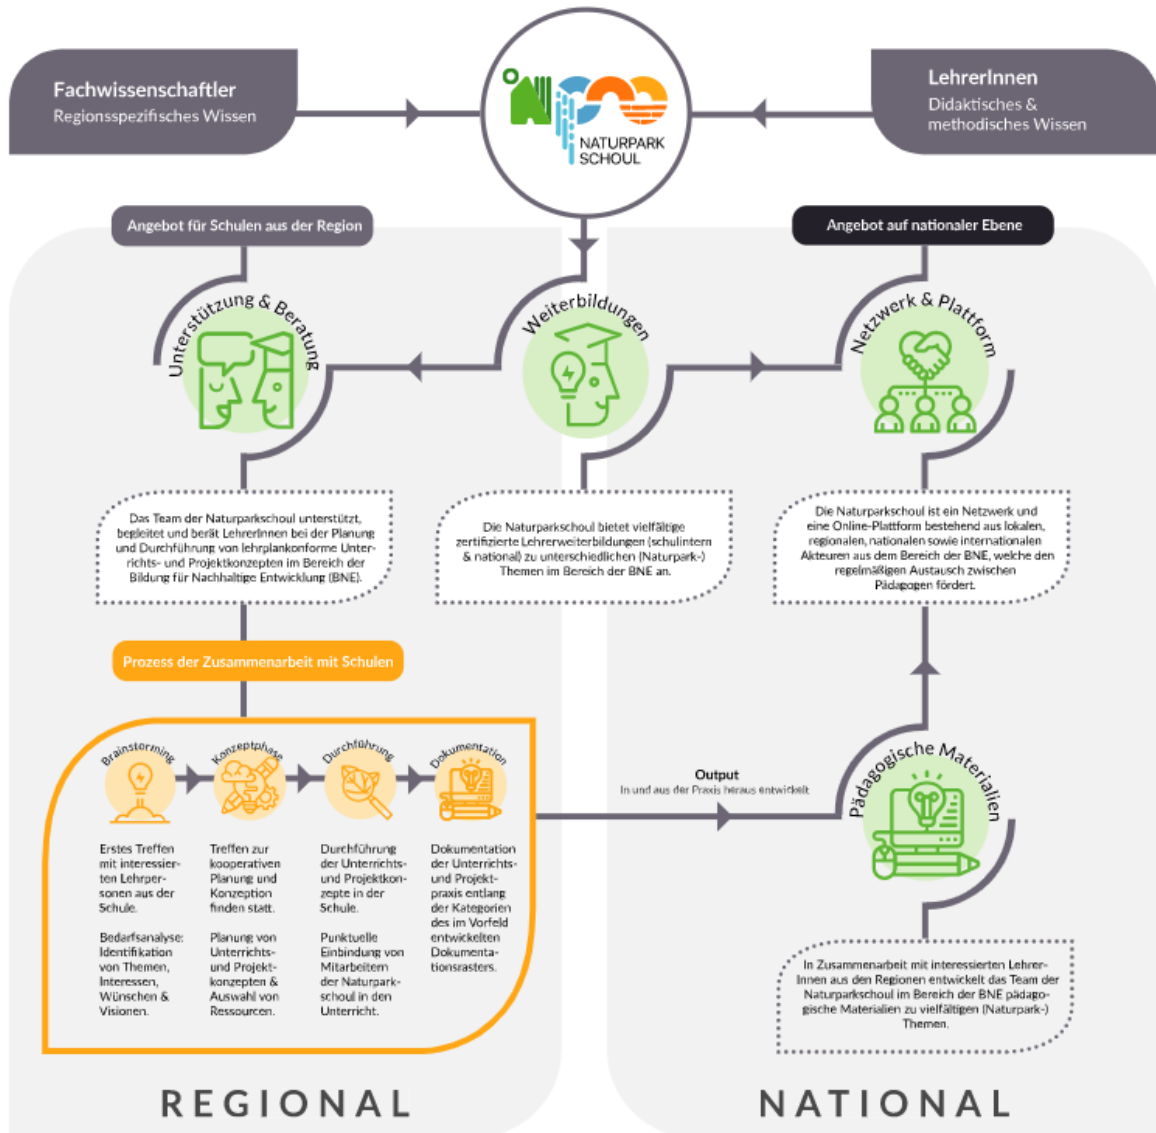 Fachwissenschaftler
Regionsspezifisches Wissen
NATURPARK
SCHOUL
LehrerInnen
Didaktisches &
methodisches Wissen
Angebot für Schulen aus der Region
Angebot auf nationaler Ebene
Unterstützung & Beratung
Weiterbildungen
Netzwerk & Plattform
Das Team der Naturparkschoul unterstützt,
begleitet und berät LehrerInnen bei der Planung
und Durchführung von lehrplankonforme Unter-
richts- und Projektkonzepten im Bereich der
Bildung für Nachhaltige Entwicklung (BNE).
Die Naturparkschoul bietet vielfältige
zertifizierte Lehrerweiterbildungen (schulintern
& national) zu unterschiedlichen (Naturpark-)
Themen im Bereich der BNE an.
Die Naturparkschoul ist ein Netzwerk und
eine Online-Plattform bestehend aus lokalen,
regionalen, nationalen sowie internationalen
Akteuren aus dem Bereich der BNE, welche den
regelmäßigen Austausch zwischen
Pädagogen fördert.
Prozess der Zusammenarbeit mit Schulen
Brainstorming
Konzeptphase
Durchführung
Dokumentation
Erstes Treffen
mit interessier-
ten Lehrper-
sonen aus der
Schule.
Bedarfsanalyse:
Identifikation
von Themen,
Interessen,
Wünschen &
Visionen.
Treffen zur
kooperativen
Planung und
Konzeption
finden statt.
Planung von
Unterrichts-
und Projekt-
konzepten &
Auswahl von
Ressourcen.
Durchführung
der Unterrichts-
und Projektkon-
zepte in der
Schule.
Punktuelle
Einbindung von
Mitarbeitern
der Naturpark-
schoul in den
Unterricht.
Dokumentation
der Unterrichts-
und Projekt-
praxis entlang
der Kategorien
des im Vorfeld
entwickelten
Dokumenta-
tionsrasters.
Output
In und aus der Praxis heraus entwickelt
Pädagogische Materialien
In Zusammenarbeit mit interessierten Lehrer-
Innen aus den Regionen entwickelt das Team der
Naturparkschoul im Bereich der BNE pädago-
gische Materialien zu vielfältigen (Naturpark-)
Themen.
REGIONAL
NATIONAL